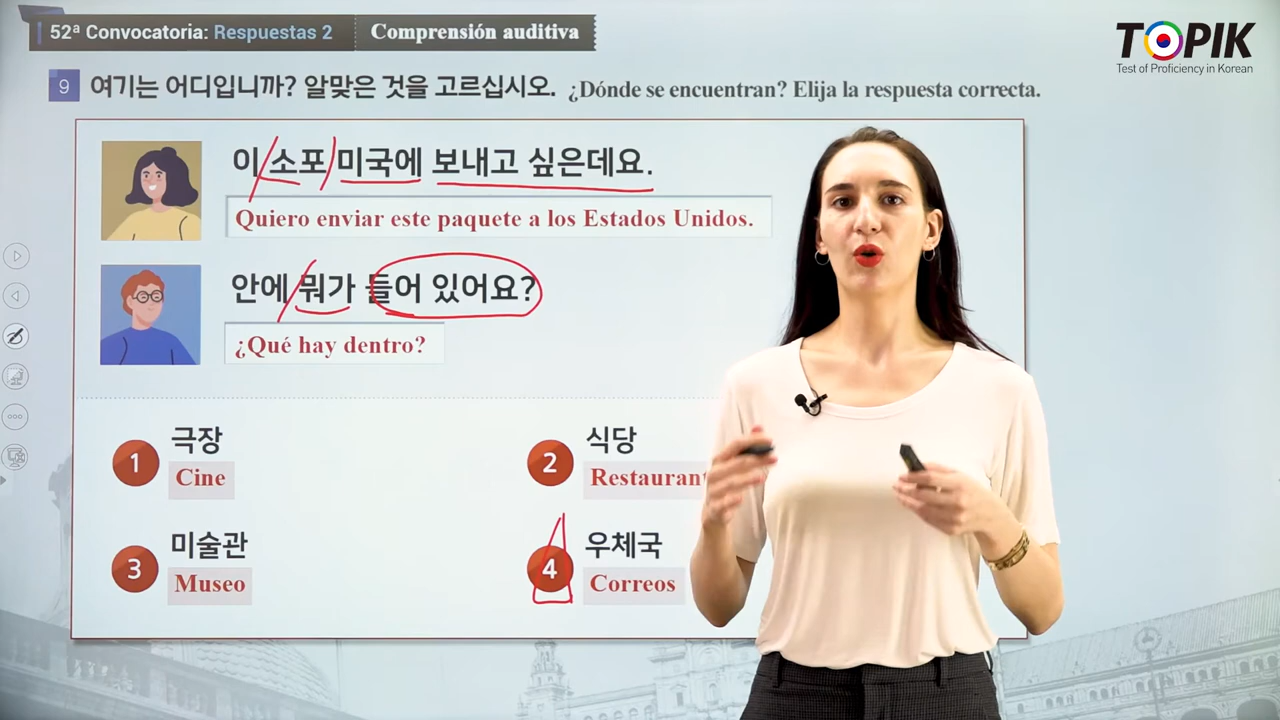 52ª Convocatoria: Respuestas 2 Comprensión auditiva
TOPIK
Test of Proficiency in Korean
9 여기는 어디입니까? 알맞은 것을 고르십시오. ¿Dónde se encuentran? Elija la respuesta correcta.
이 소포 미국에 보내고 싶은데요.
Quiero enviar este paquete a los Estados Unidos.
안에 뭐가 들어 있어요?
¿Qué hay dentro?
1 극장
Cine
2 식당
Restaurant
3 미술관
Museo
4 우체국
Correos